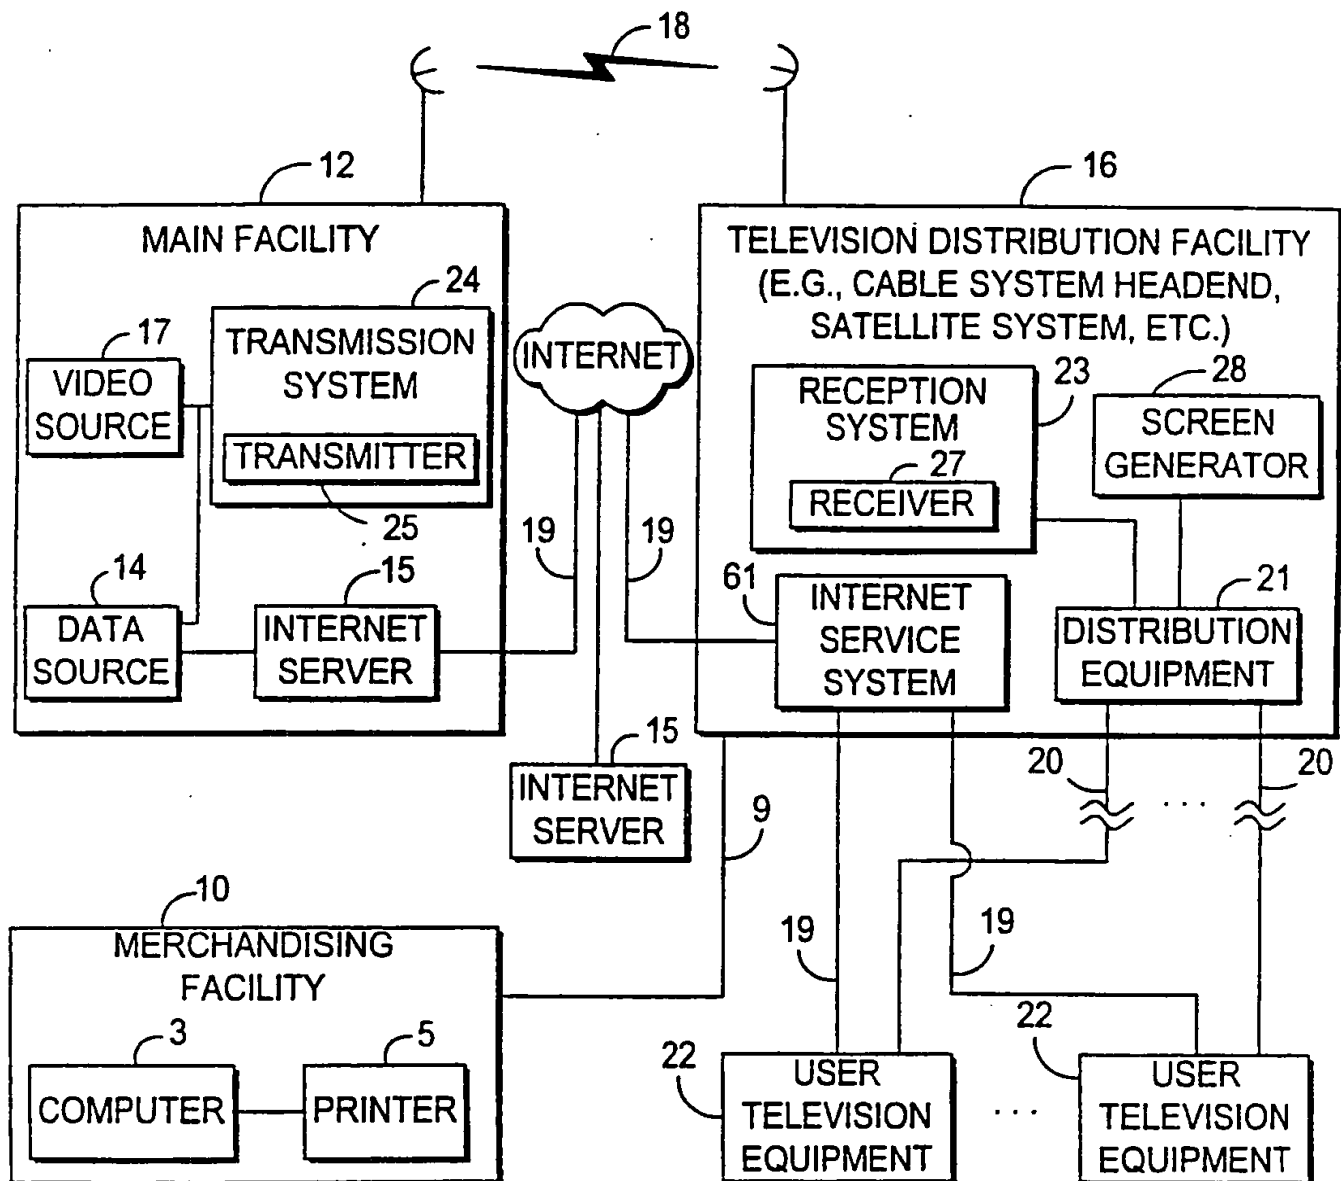 18
12
16
MAIN FACILITY
24
TRANSMISSION
SYSTEM
TRANSMITTER
25
17
VIDEO
SOURCE
14
DATA
SOURCE
15
INTERNET
SERVER
INTERNET
19
19
15
INTERNET
SERVER
TELEVISION DISTRIBUTION FACILITY
(E.G., CABLE SYSTEM HEADEND,
SATELLITE SYSTEM, ETC.)
RECEPTION
SYSTEM
23
27
RECEIVER
28
SCREEN
GENERATOR
61
INTERNET
SERVICE
SYSTEM
21
DISTRIBUTION
EQUIPMENT
20
...
20
9
10
MERCHANDISING
FACILITY
3
COMPUTER
5
PRINTER
19
19
22
USER
TELEVISION
EQUIPMENT
...
22
USER
TELEVISION
EQUIPMENT